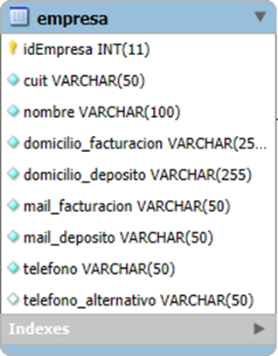 empresa
idEmpresa INT(11)
cuit VARCHAR(50)
nombre VARCHAR(100)
domicilio_facturacion VARCHAR(25...
domicilio_deposito VARCHAR(255)
mail_facturacion VARCHAR(50)
mail_deposito VARCHAR(50)
telefono VARCHAR(50)
telefono_alternativo VARCHAR(50)
Indexes